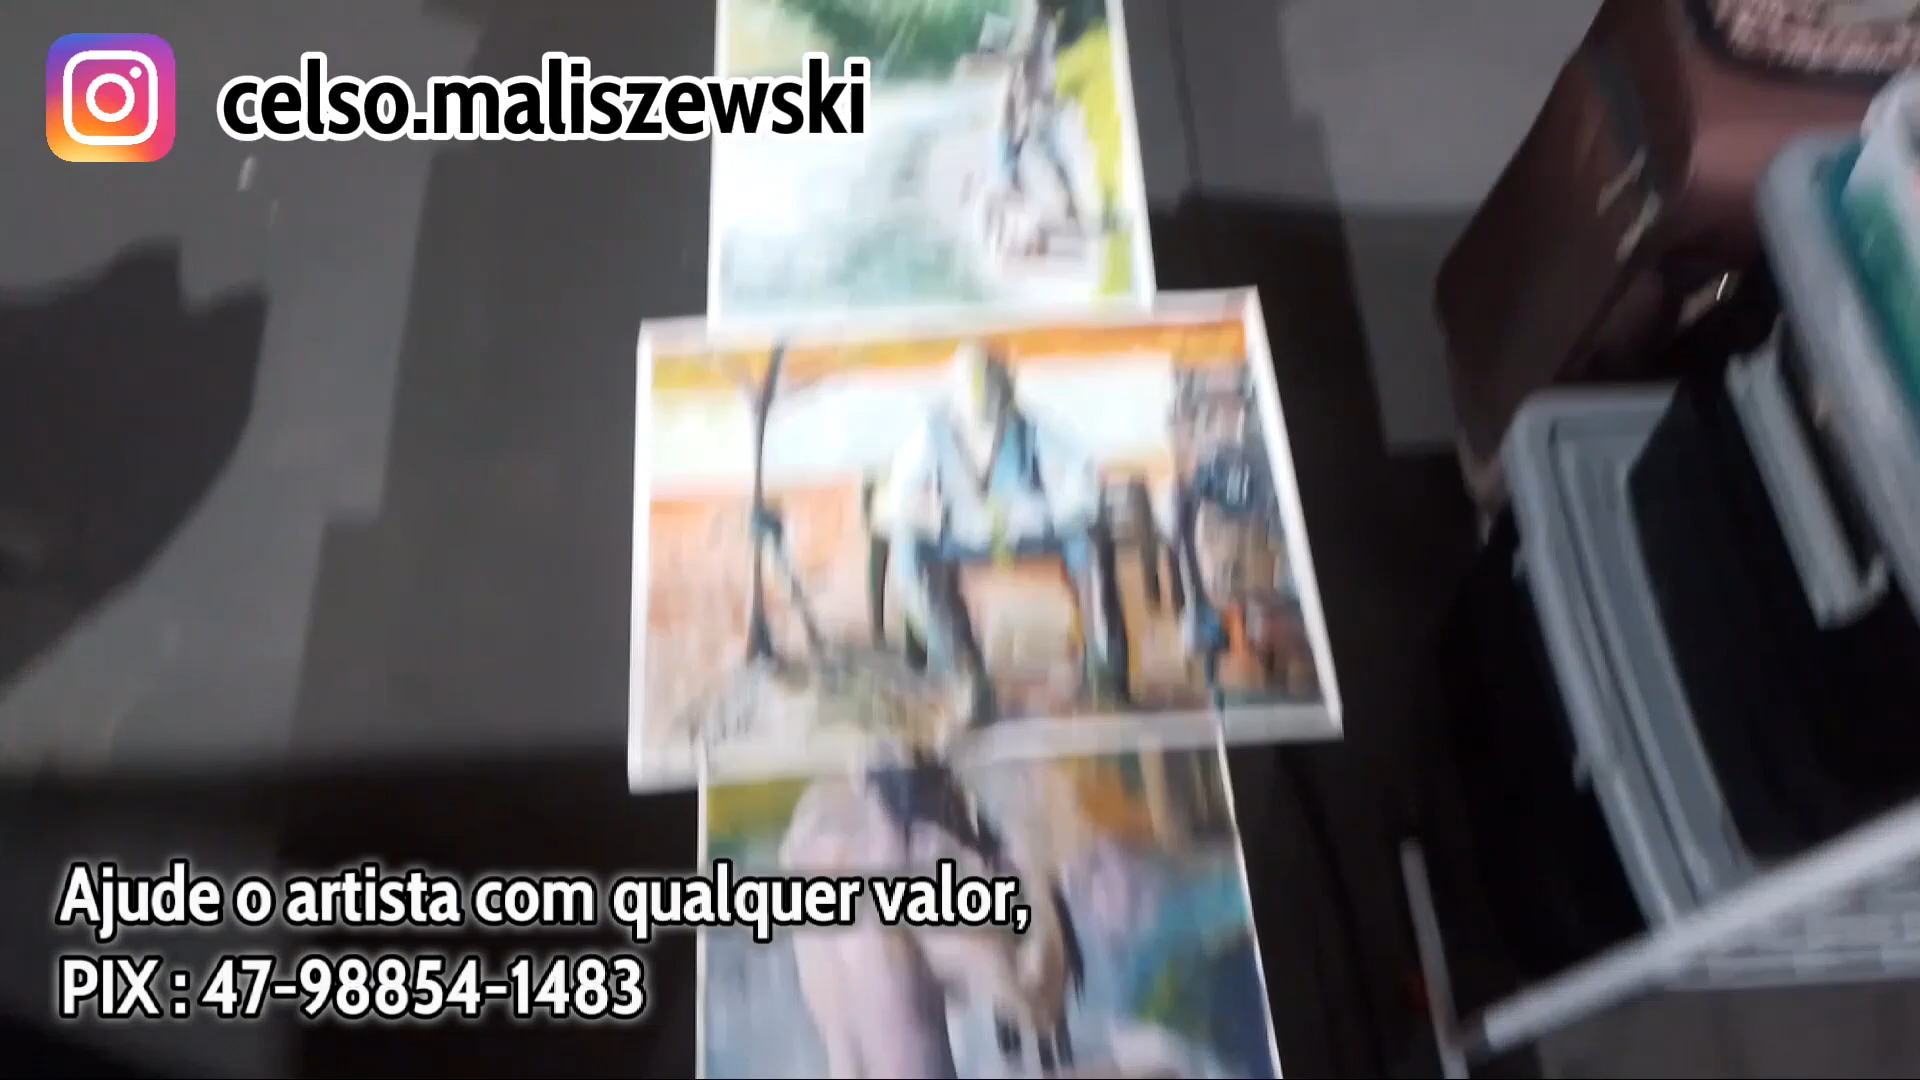 celso.maliszewski
Ajude o artista com qualquer valor,
PIX : 47-98854-1483